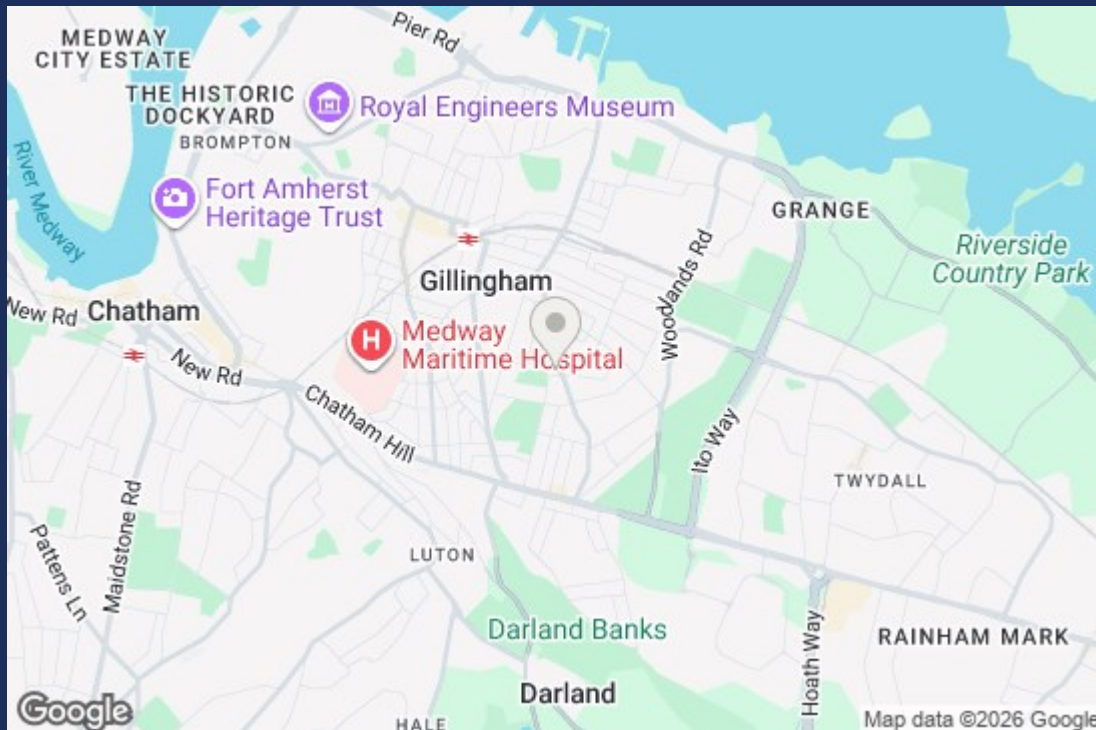 MEDWAY
CITY ESTATE
Pier Rd
THE HISTORIC
DOCKYARD
BROMPTON
Royal Engineers Museum
River Medway
Fort Amherst
Heritage Trust
GRANGE
Woodlands Rd
Riverside
Country Park
Gillingham
New Rd
Chatham
Medway
Maritime Hospital
New Rd
Chatham Hill
Ito Way
TWYDALL
Maidstone Rd
Pattens Ln
LUTON
Darland Banks
Hoath Way
RAINHAM MARK
Darland
HALE
Google
Map data ©2026 Google